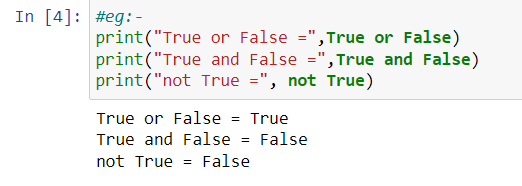 In [4]: #eg:-
print("True or False =",True or False)
print("True and False =",True and False)
print("not True =", not True)
True or False = True
True and False = False
not True = False